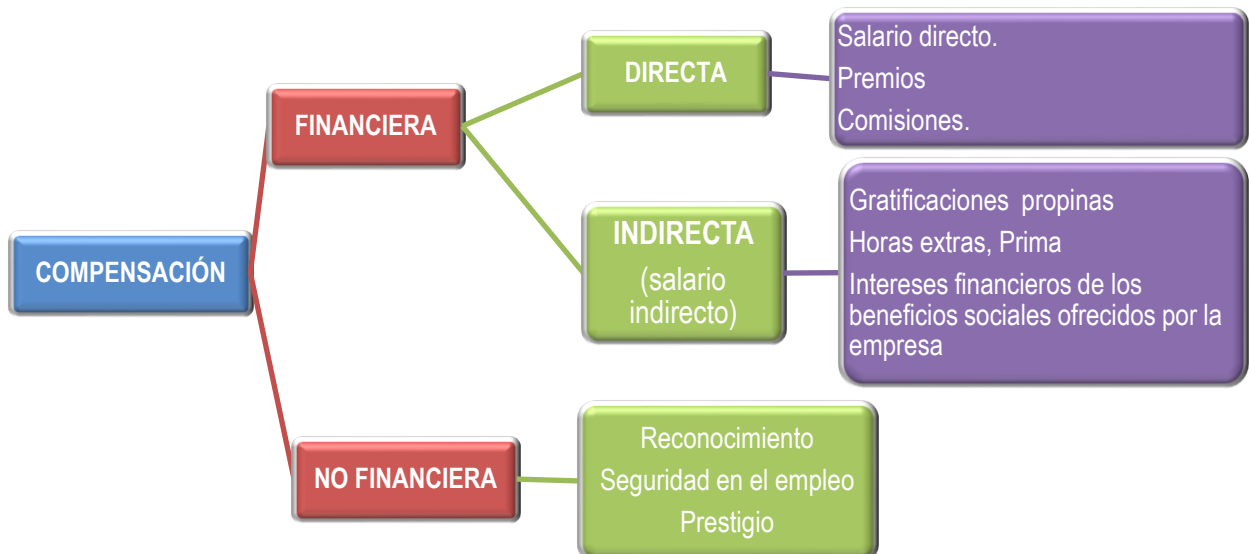 COMPENSACIÓN
FINANCIERA
DIRECTA
Salario directo.
Premios
Comisiones.
INDIRECTA
(salario
indirecto)
Gratificaciones propinas
Horas extras, Prima
Intereses financieros de los
beneficios sociales ofrecidos por la
empresa
NO FINANCIERA
Reconocimiento
Seguridad en el empleo
Prestigio